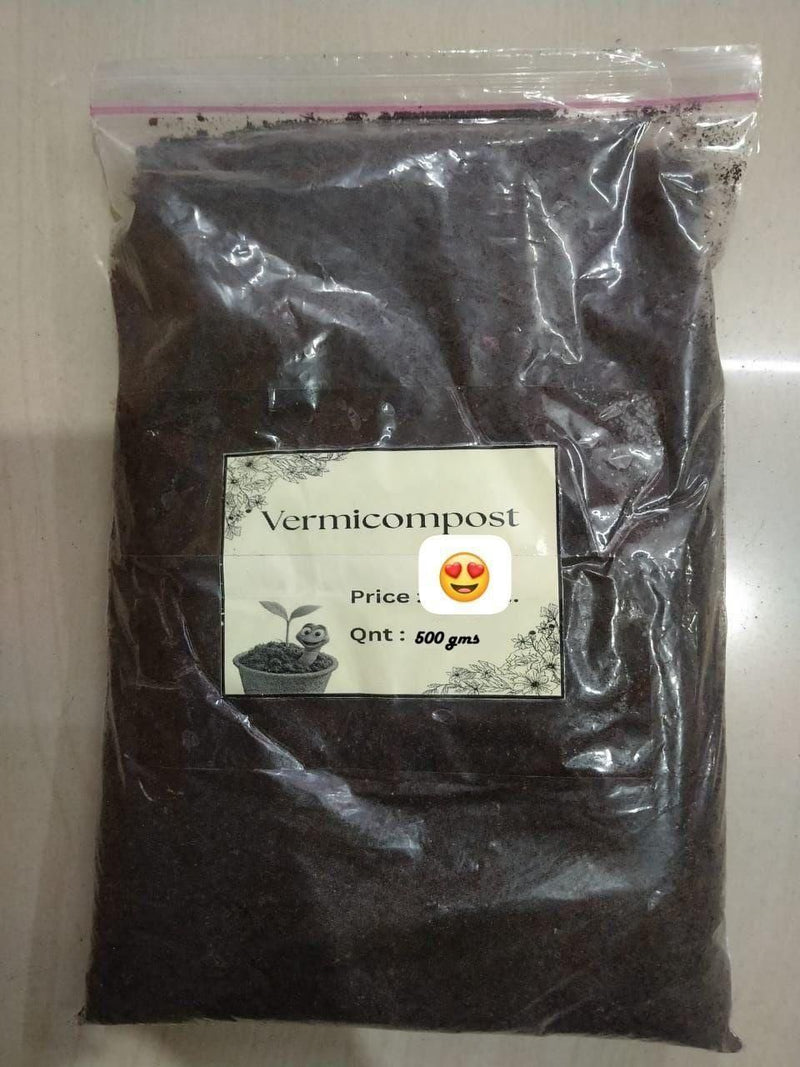 Vermicompost
Price :
Qnt : 500 gms